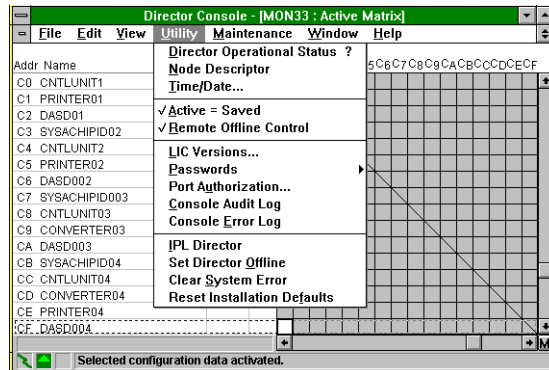 Director Console - [MON33 : Active Matrix]
File Edit View Utility Maintenance Window Help
Director Operational Status ?
Node Descriptor
Time/Date...
√Active = Saved
√Remote Offline Control
LIC Versions...
Passwords
Port Authorization...
Console Audit Log
Console Error Log
IPL Director
Set Director Offline
Clear System Error
Reset Installation Defaults
Addr Name
5C6C7C8C9CACBCCCDCECF
C0 CNTLUNIT1
C1 PRINTER01
C2 DASD01
C3 SYSACHIPID02
C4 CNTLUNIT2
C5 PRINTER02
C6 DASD002
C7 SYSACHIPID003
C8 CNTLUNIT03
C9 CONVERTER03
CA DASD003
CB SYSACHIPID04
CC CNTLUNIT04
CD CONVERTER04
CE PRINTER04
CF DASD004
M
Selected configuration data activated.